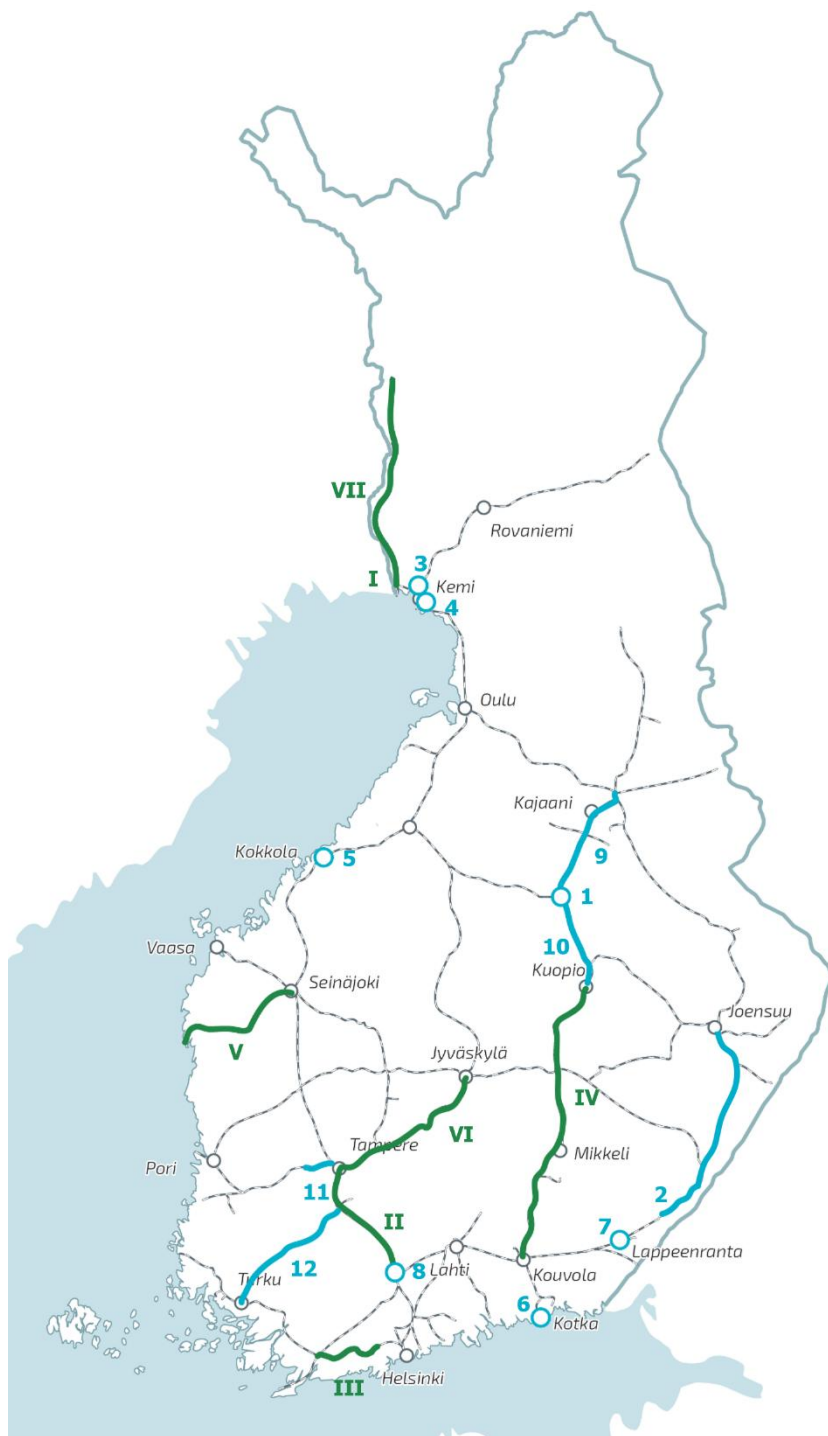 VII
Rovaniemi
3
I
Kemi
4
Oulu
Kajaani
Kokkola
5
9
1
Vaasa
10
Kuopio
Seinäjoki
Joensuu
V
Jyväskylä
IV
VI
Tampere
Mikkeli
Pori
11
2
II
7
Lappeenranta
12
8
Lahti
Kouvola
Turku
6
Kotka
Helsinki
III